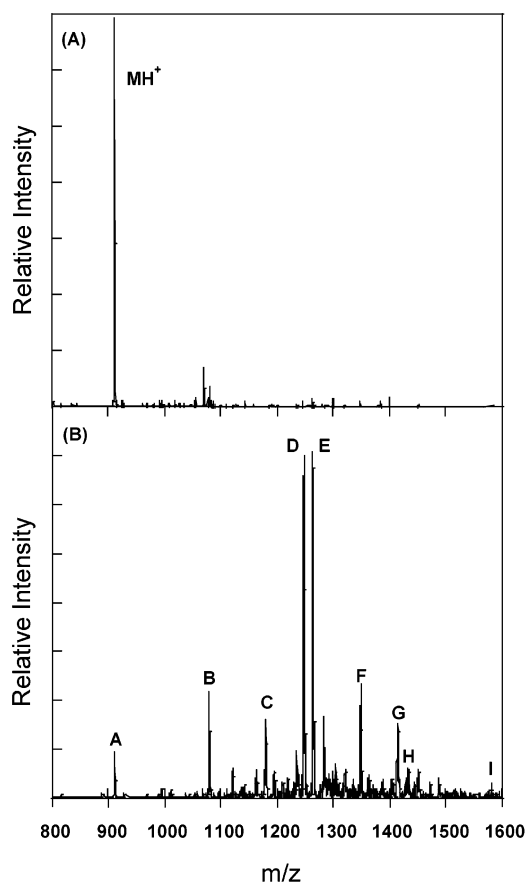 (A)
MH+
Relative Intensity
(B)
D E
B
C
F
G
A
H
I
Relative Intensity
800 900 1000 1100 1200 1300 1400 1500 1600
m/z